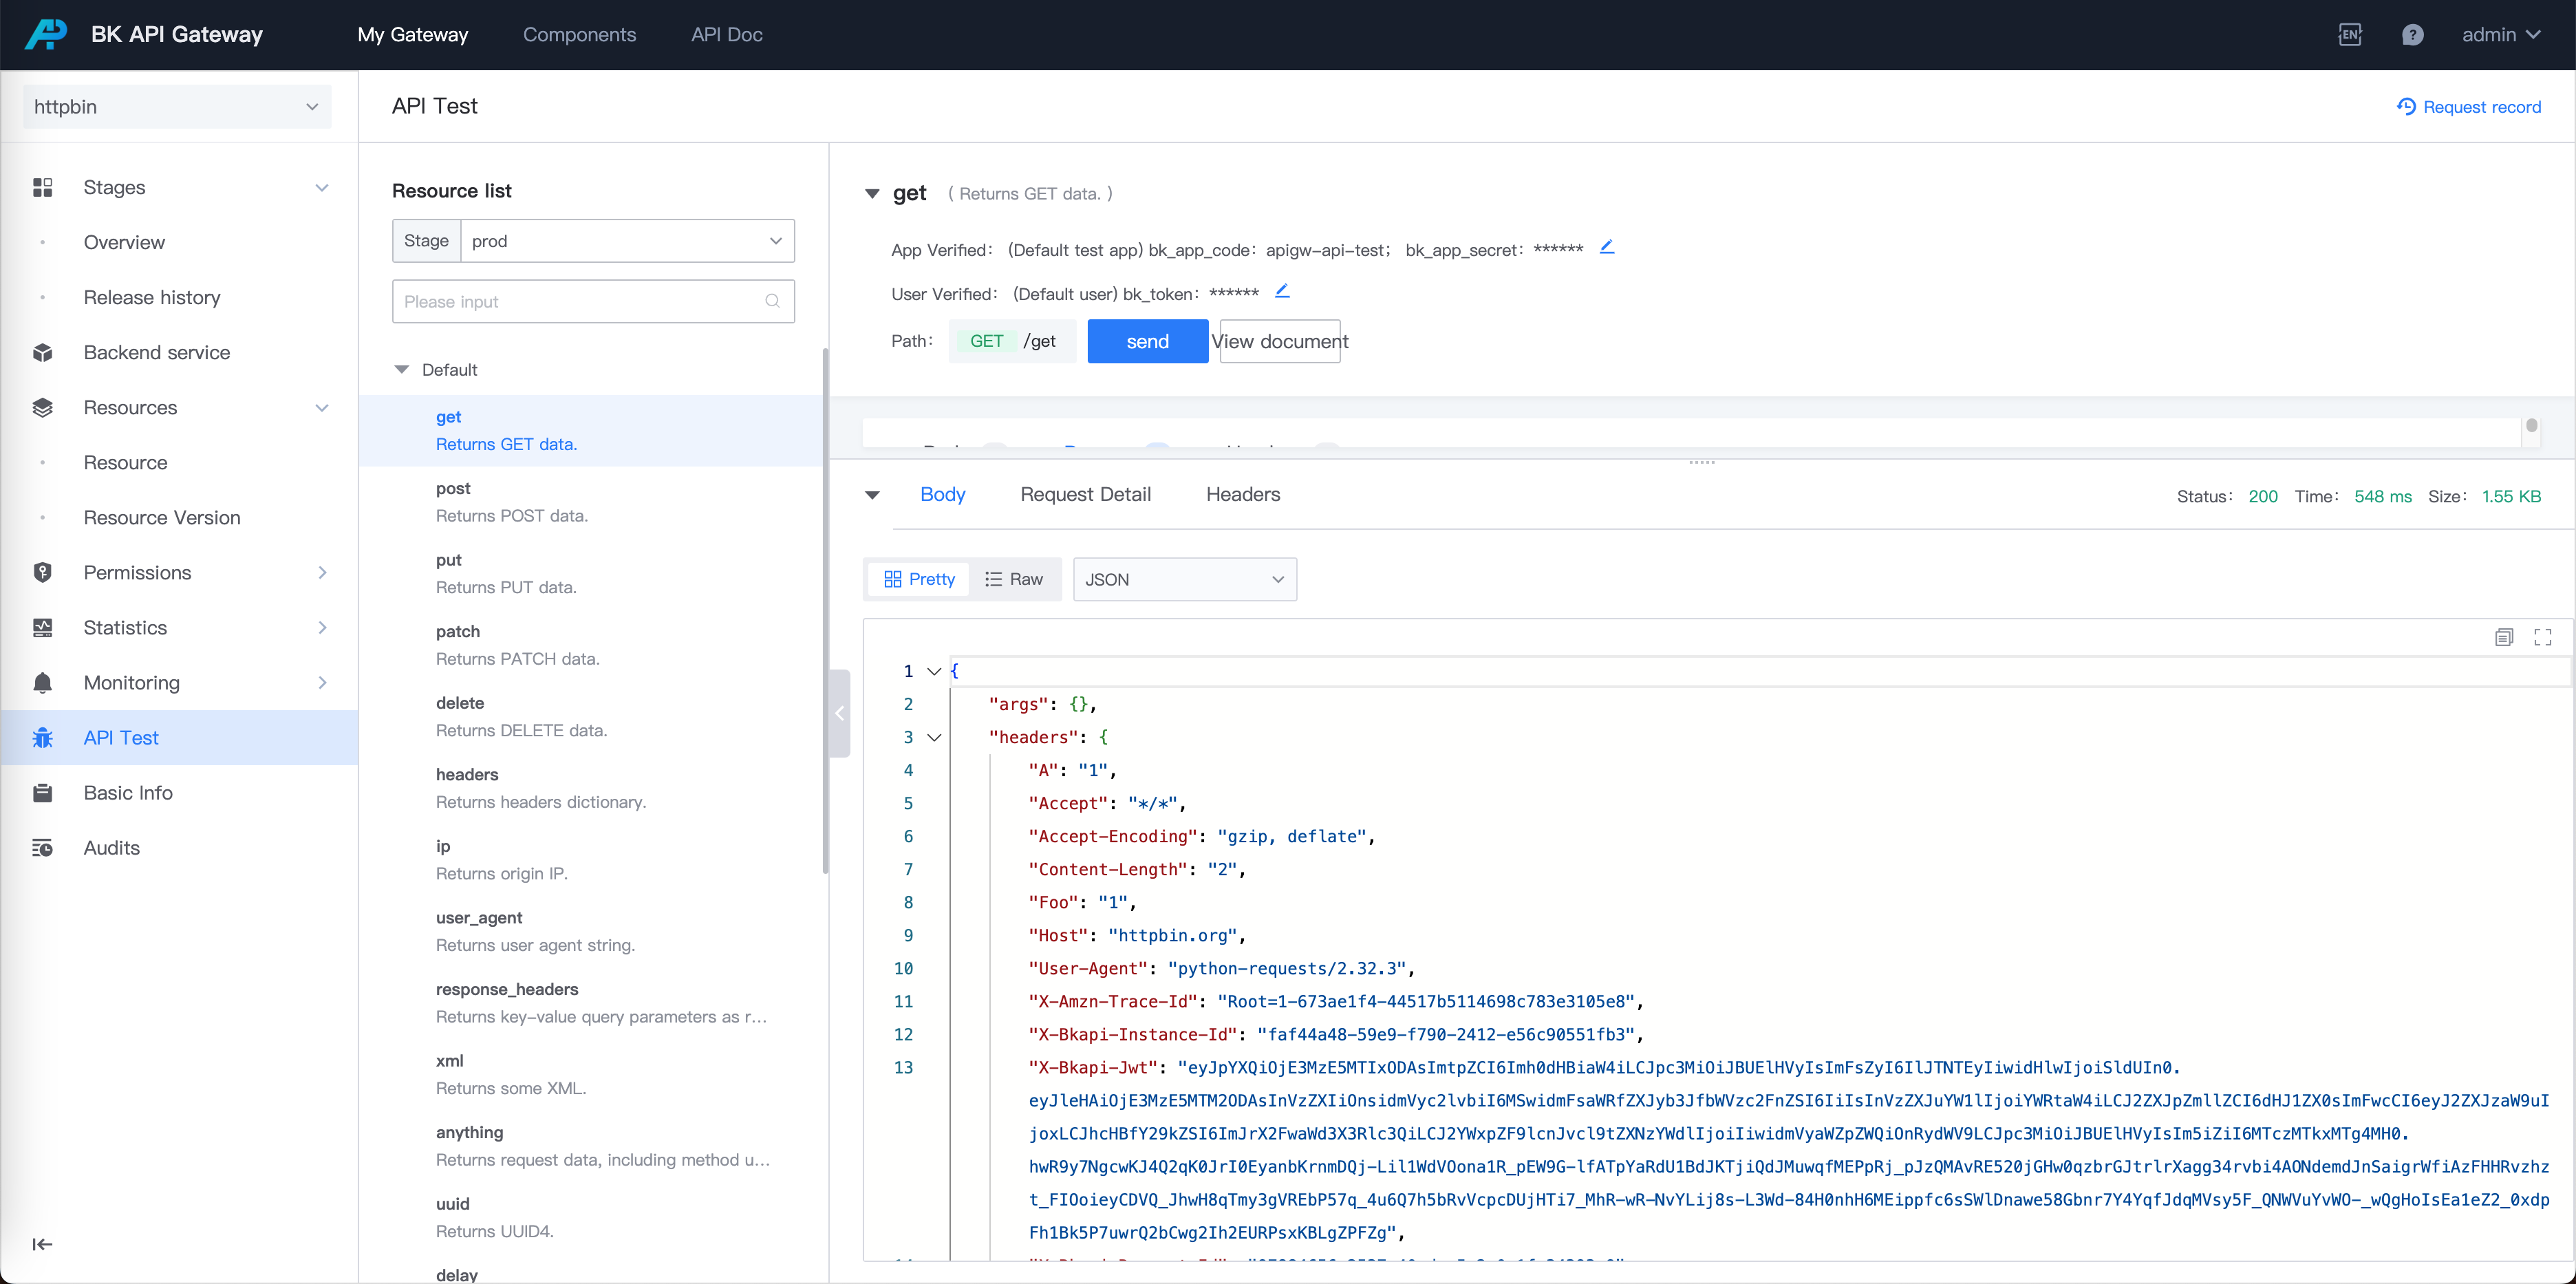 BK API Gateway
My Gateway
Components
API Doc
EN
?
admin
httpbin
API Test
Request record
Stages
Overview
Release history
Backend service
Resources
Resource
Resource Version
Permissions
Statistics
Monitoring
API Test
Basic Info
Audits
Resource list
Stage
prod
Please input
Default
get
Returns GET data.
post
Returns POST data.
put
Returns PUT data.
patch
Returns PATCH data.
delete
Returns DELETE data.
headers
Returns headers dictionary.
ip
Returns origin IP.
user_agent
Returns user agent string.
response_headers
Returns key-value query parameters as r...
xml
Returns some XML.
anything
Returns request data, including method u...
uuid
Returns UUID4.
delay
get ( Returns GET data. )
App Verified: (Default test app) bk_app_code: apigw-api-test; bk_app_secret: ******
User Verified: (Default user) bk_token: ******
Path: GET /get send View document
Body
Request Detail
Headers
Status: 200 Time: 548 ms Size: 1.55 KB
Pretty
Raw
JSON
1 {
2 "args": {},
3 "headers": {
4 "A": "1",
5 "Accept": "*/*",
6 "Accept-Encoding": "gzip, deflate",
7 "Content-Length": "2",
8 "Foo": "1",
9 "Host": "httpbin.org",
10 "User-Agent": "python-requests/2.32.3",
11 "X-Amzn-Trace-Id": "Root=1-673ae1f4-44517b5114698c783e3105e8",
12 "X-Bkapi-Instance-Id": "faf44a48-59e9-f790-2412-e56c90551fb3",
13 "X-Bkapi-Jwt": "eyJpYXQiOjE3MzE5MTIxODAsImtpZCI6Imh0dHBiaW4iLCJpc3MiOiJBUElHVyIsImFsZyI6IlJTNTEyIiwidHlwIjoiSldUIn0.
eyJleHAiOjE3MzE5MTM2ODAsInVzZXIiOnsidmVyc2lvbiI6MSwidmFsaWRfZXJyb3JfbWVzc2FnZSI6IiIsInVzZXJuYW1lIjoiYWRtaW4iLCJ2ZXJpZmllZCI6dHJ1ZX0sImFwcCI6eyJ2ZXJzaW9uI
joxLCJhcHBfY29kZSI6ImJrX2FwaWd3X3Rlc3QiLCJ2YWxpZF9lcnJvcl9tZXNzYWdlIjoiIiwidmVyaWZpZWQiOnRydWV9LCJpc3MiOiJBUElHVyIsIm5iZiI6MTczMTkxMTg4MH0.
hwR9y7NgcwKJ4Q2qK0JrI0EyanbKrnmDQj-Lil1WdVOona1R_pEW9G-lfATpYaRdU1BdJKTjiQdJMuwqfMEPpRj_pJzQMAvRE520jGHw0qzbrGJtrlrXagg34rvbi4AONdemdJnSaigrWfiAzFHHRvzhz
t_FIOoieyCDVQ_JhwH8qTmy3gVREbP57q_4u6Q7h5bRvVcpcDUjHTi7_MhR-wR-NvYLij8s-L3Wd-84H0nhH6MEippfc6sSWlDnawe58Gbnr7Y4YqfJdqMVsy5F_QNWVuYvWO-_wQgHoIsEa1eZ2_0xdp
Fh1Bk5P7uwrQ2bCwg2Ih2EURPsxKBLgZPFZg",